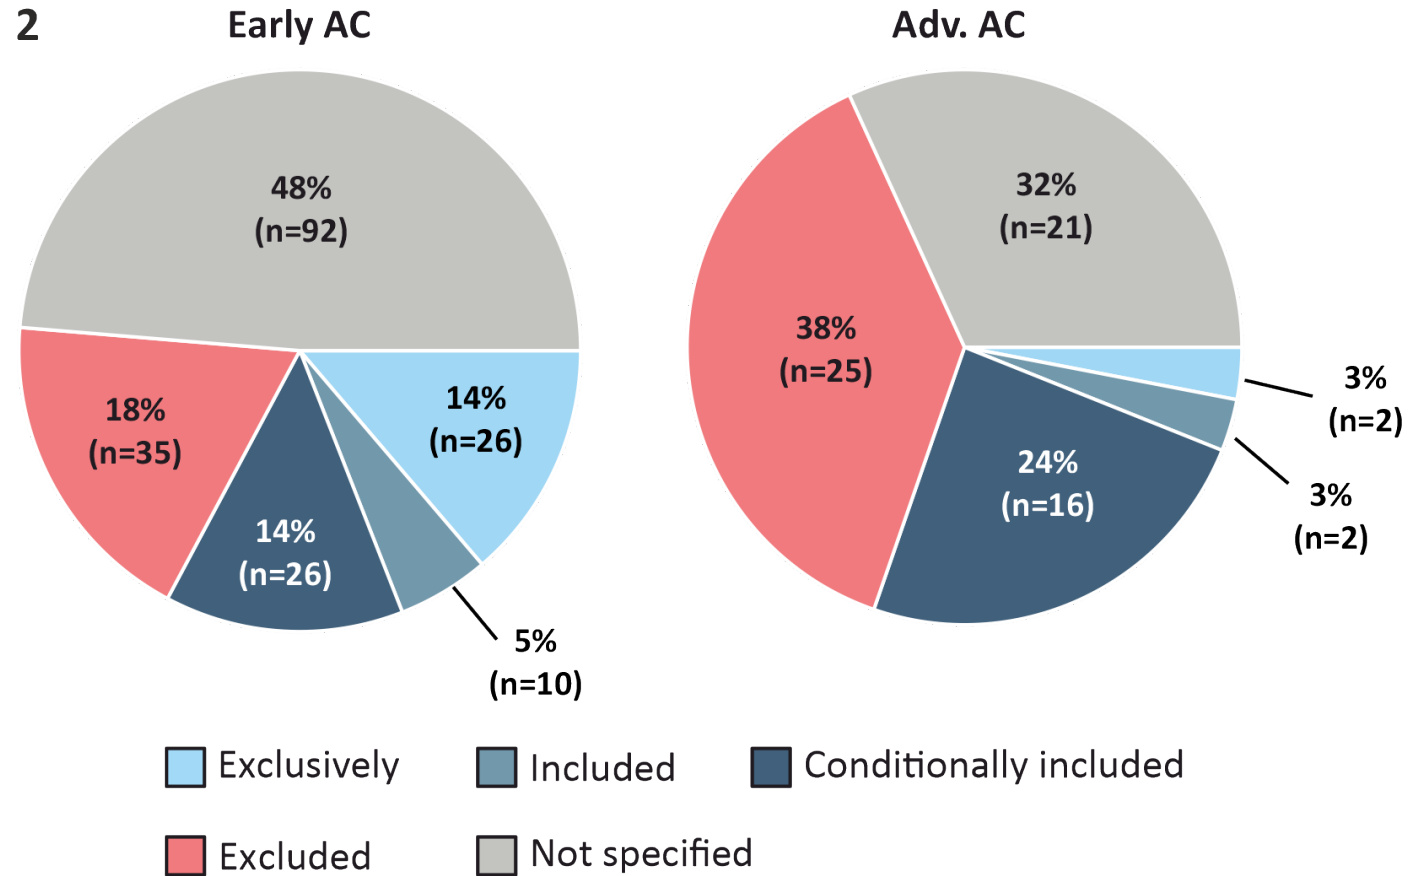 2
Early AC
Adv. AC
48%
(n=92)
18%
(n=35)
14%
(n=26)
5%
(n=10)
14%
(n=26)
32%
(n=21)
38%
(n=25)
24%
(n=16)
3%
(n=2)
3%
(n=2)
Exclusively
Included
Conditionally included
Excluded
Not specified